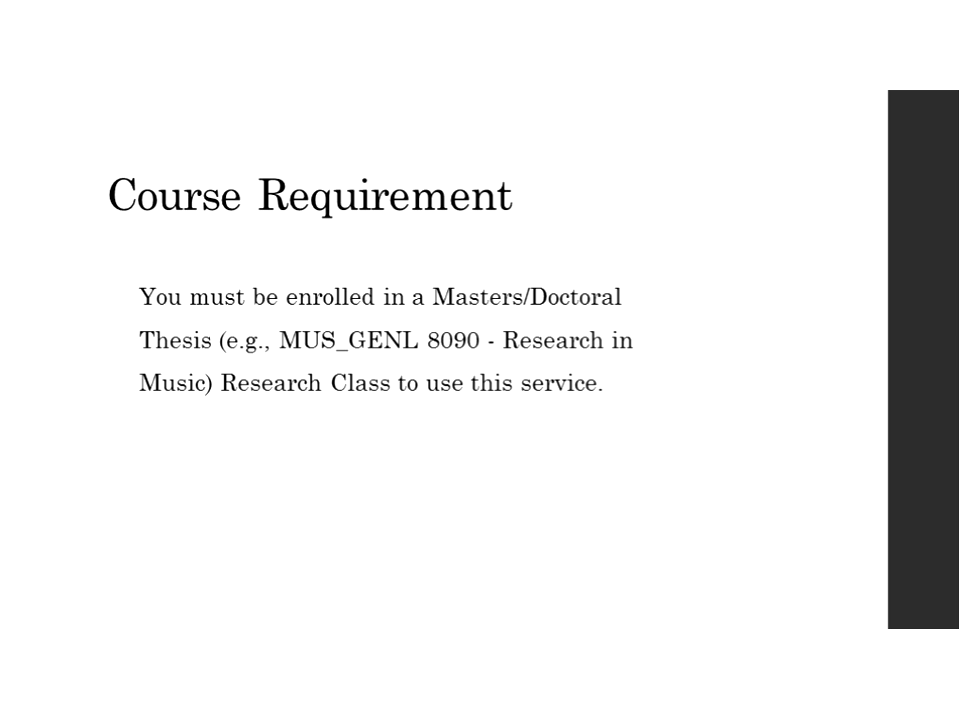 Course Requirement
You must be enrolled in a Masters/Doctoral
Thesis (e.g., MUS_GENL 8090 - Research in
Music) Research Class to use this service.